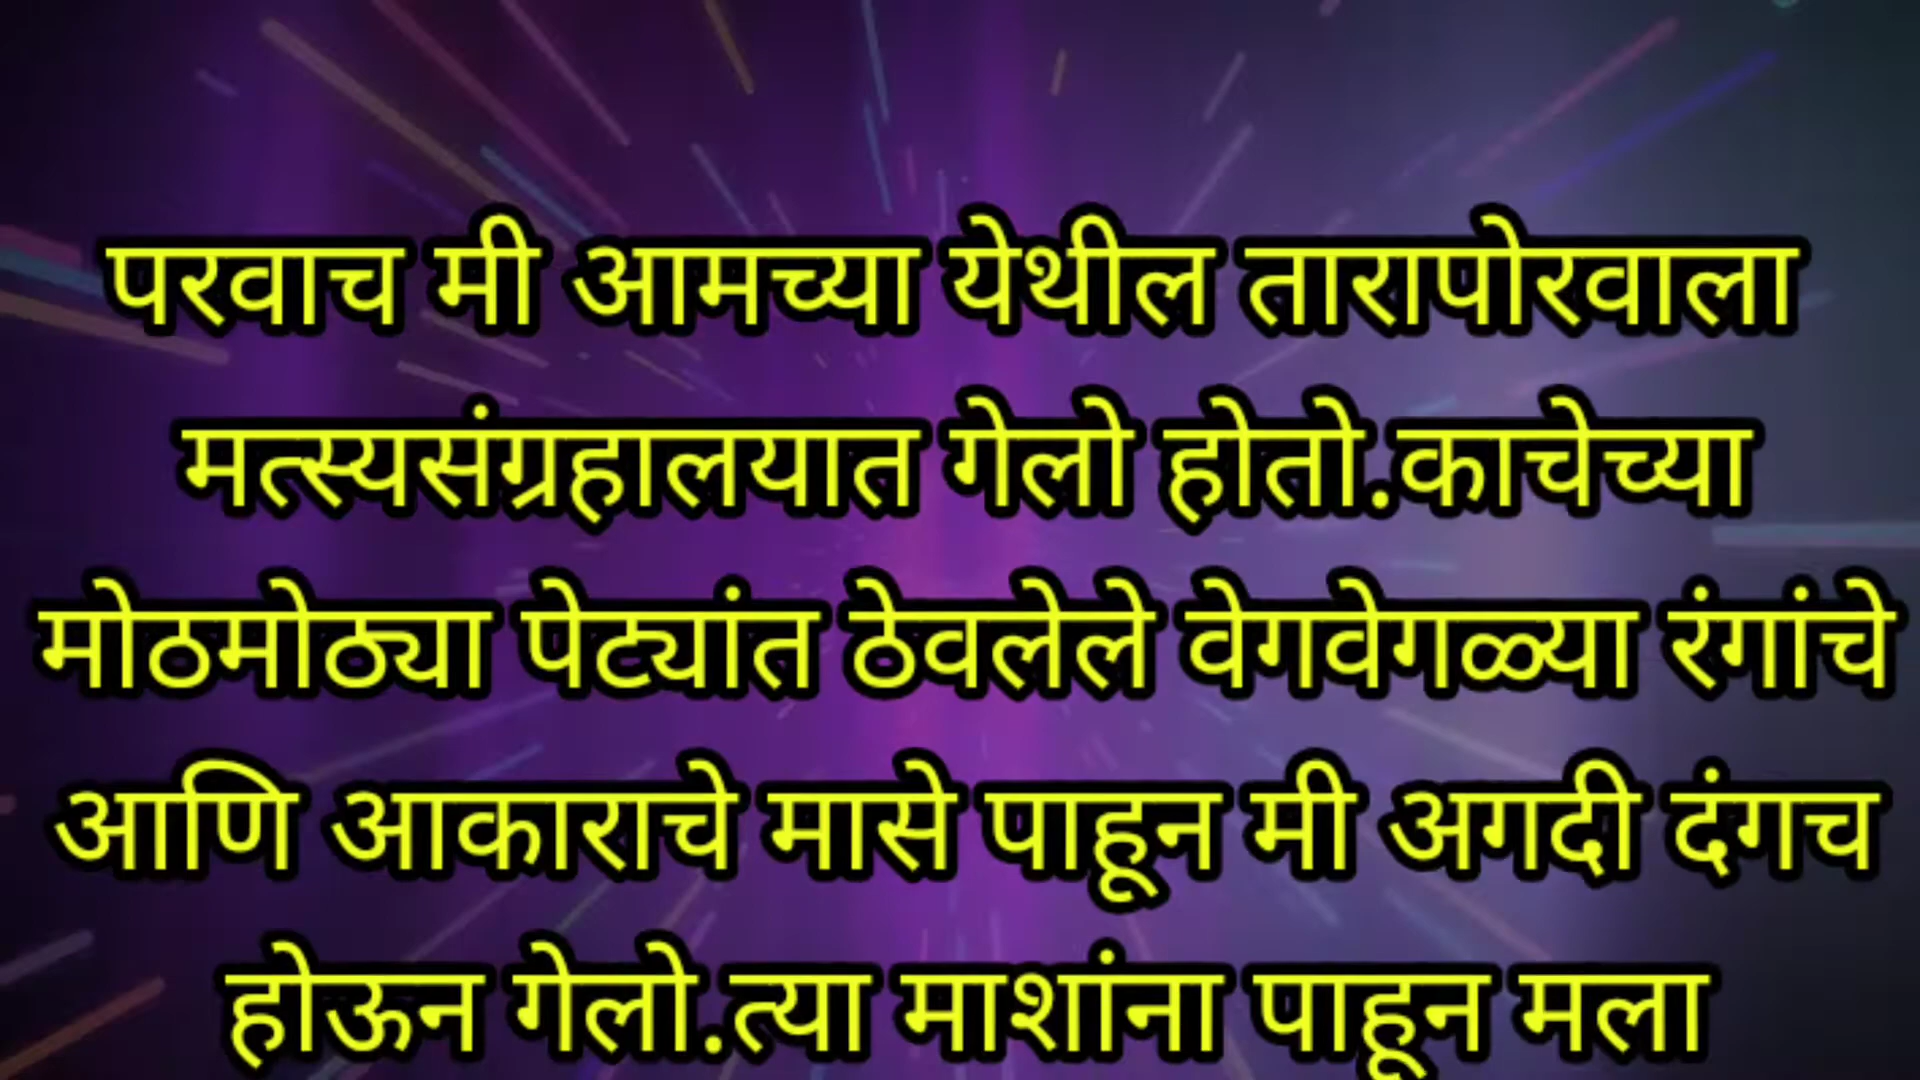 परवाच मी आमच्या येथील तारापोरवाला
मत्स्यसंग्रहालयात गेलो होतो.काचेच्या
मोठमोठ्या पेट्यांत ठेवलेले वेगवेगळ्या रंगांचे
आणि आकाराचे मासे पाहून मी अगदी दंगच
होऊन गेलो.त्या माशांना पाहून मला